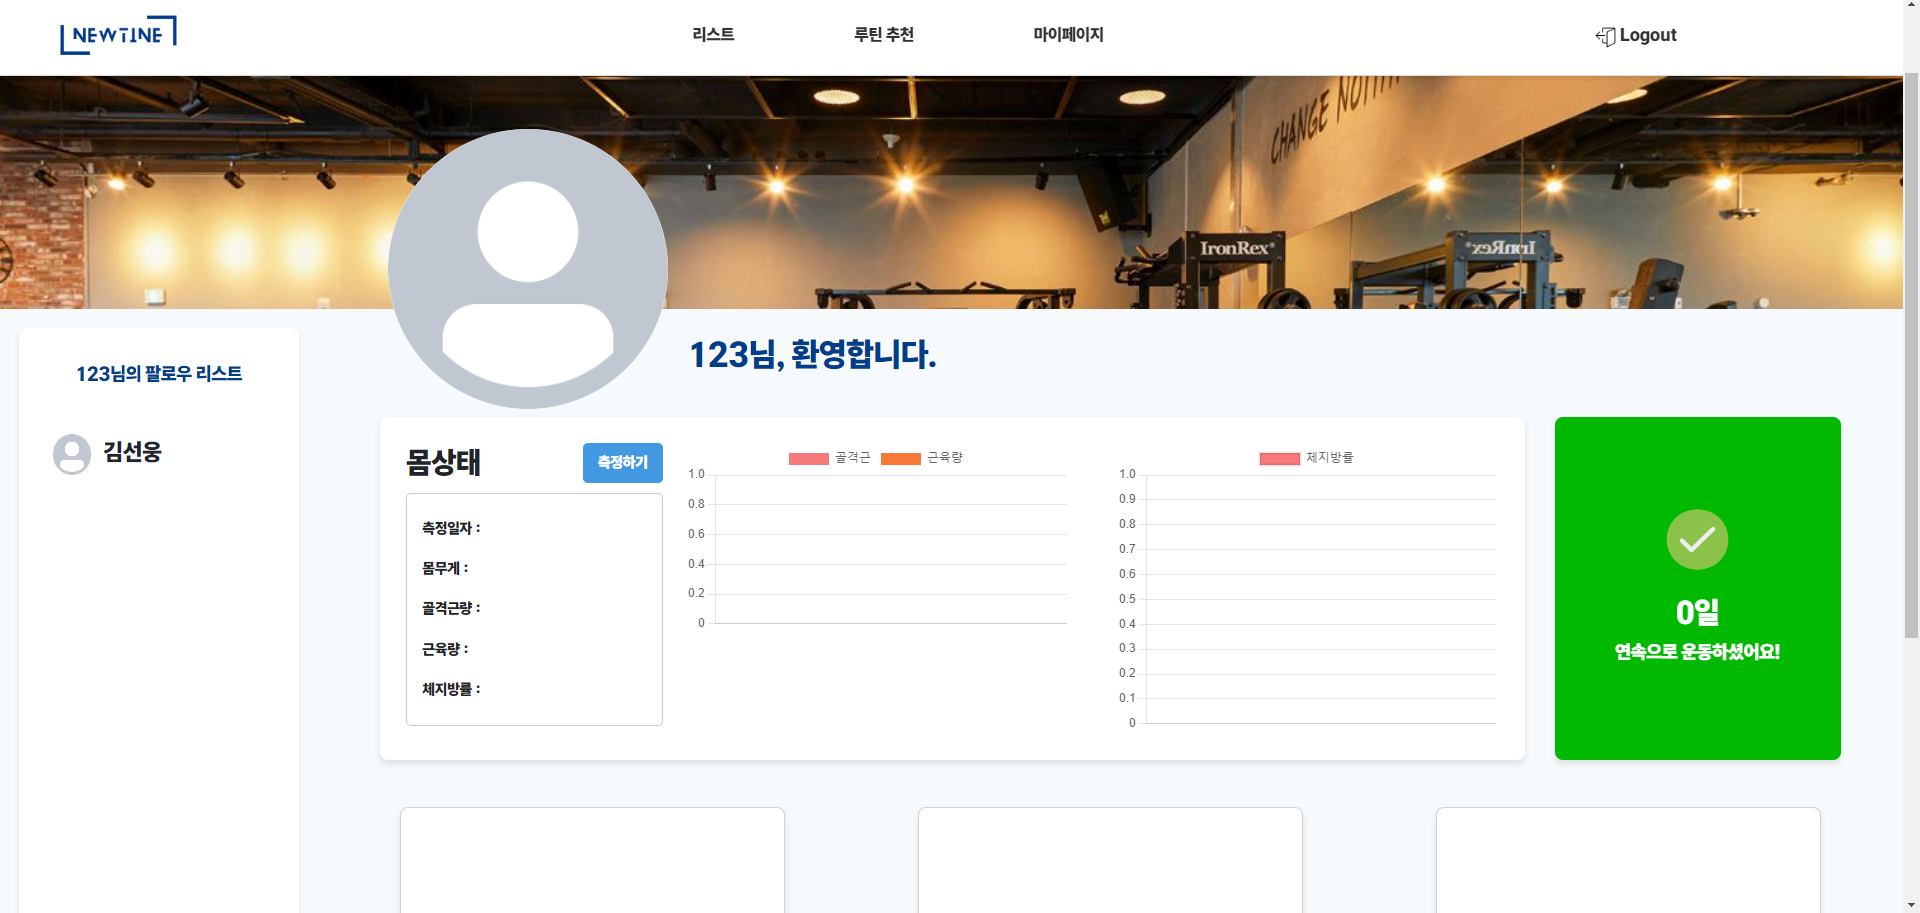 NEWTINE
리스트
루틴 추천
마이페이지
Logout
CHANGE
IronRex
IronRex
123님, 환영합니다.
123님의 팔로우 리스트
김선웅
몸상태
측정하기
측정일자 :
몸무게 :
골격근량 :
근육량 :
체지방률 :
골격근 근육량
1.0
0.8
0.6
0.4
0.2
0
체지방률
1.0
0.9
0.8
0.7
0.6
0.5
0.4
0.3
0.2
0.1
0
0일
연속으로 운동하셨어요!